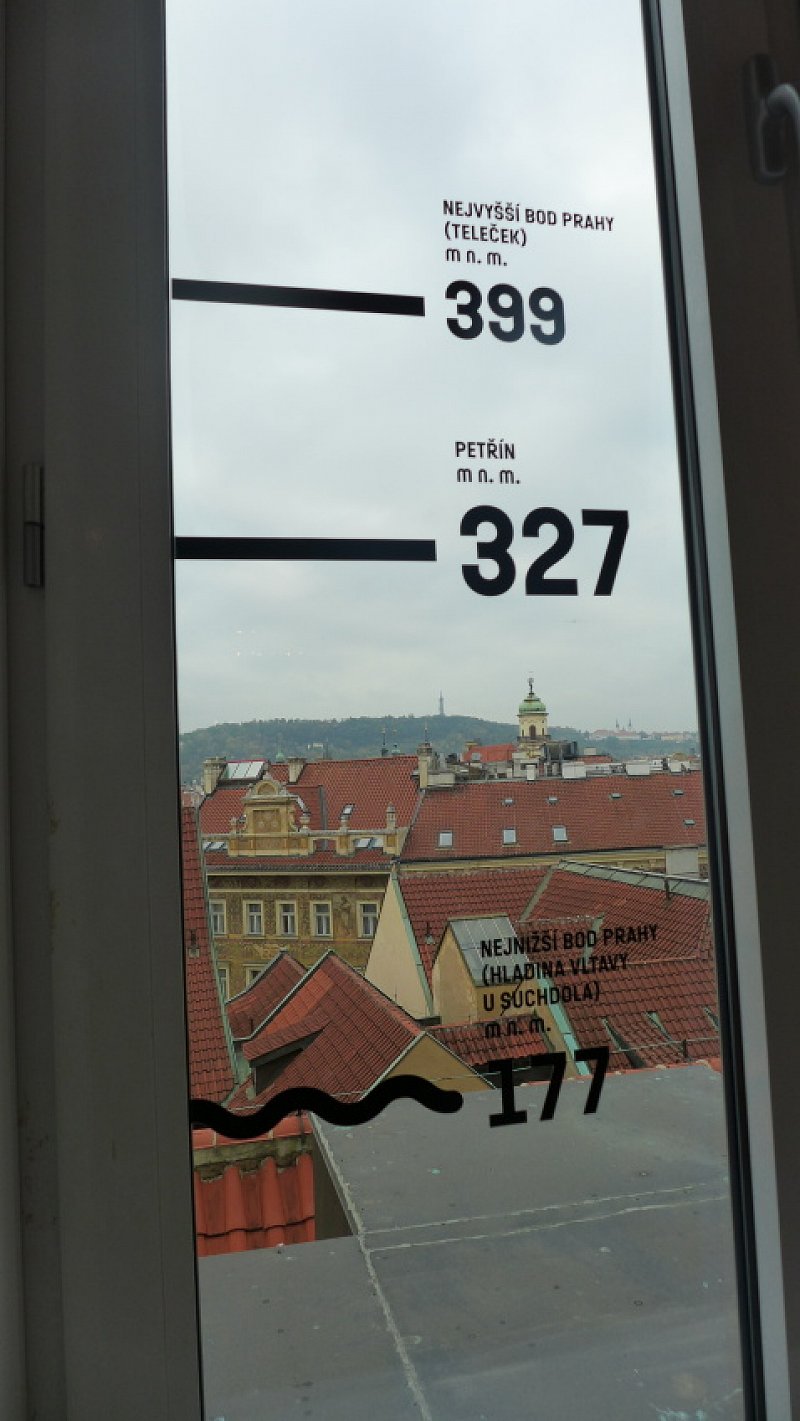 NEJVYŠŠÍ BOD PRAHY
(TELEČEK)
m n. m.
399
PETŘÍN
m n. m.
327
NEJNIŽŠÍ BOD PRAHY
(HLADINA VLTAVY
U SUCHDOLA)
m n. m.
177